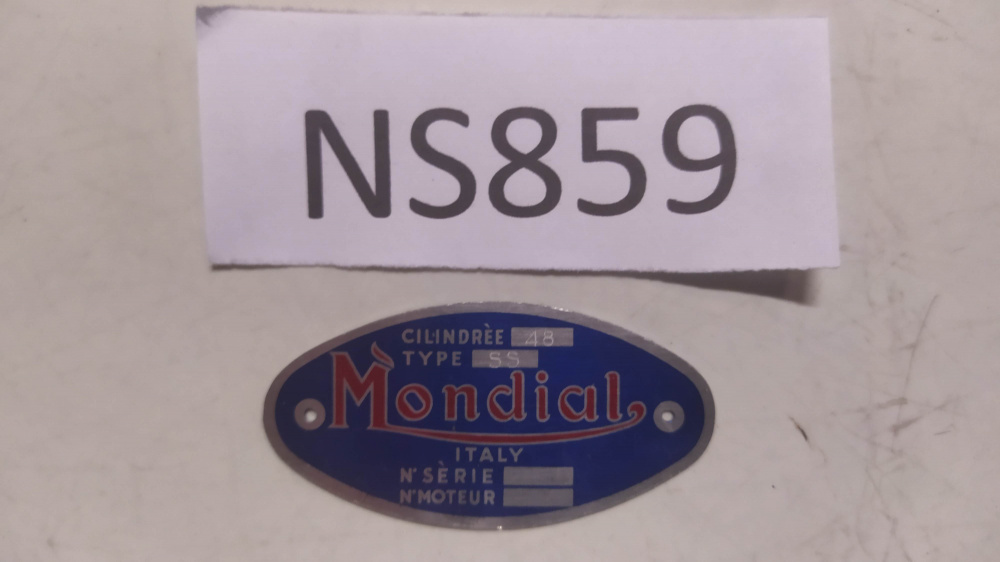 NS859
CILINDRÈE 48
TYPE SS
Mondial
ITALY
N° SÈRIE
N° MOTEUR